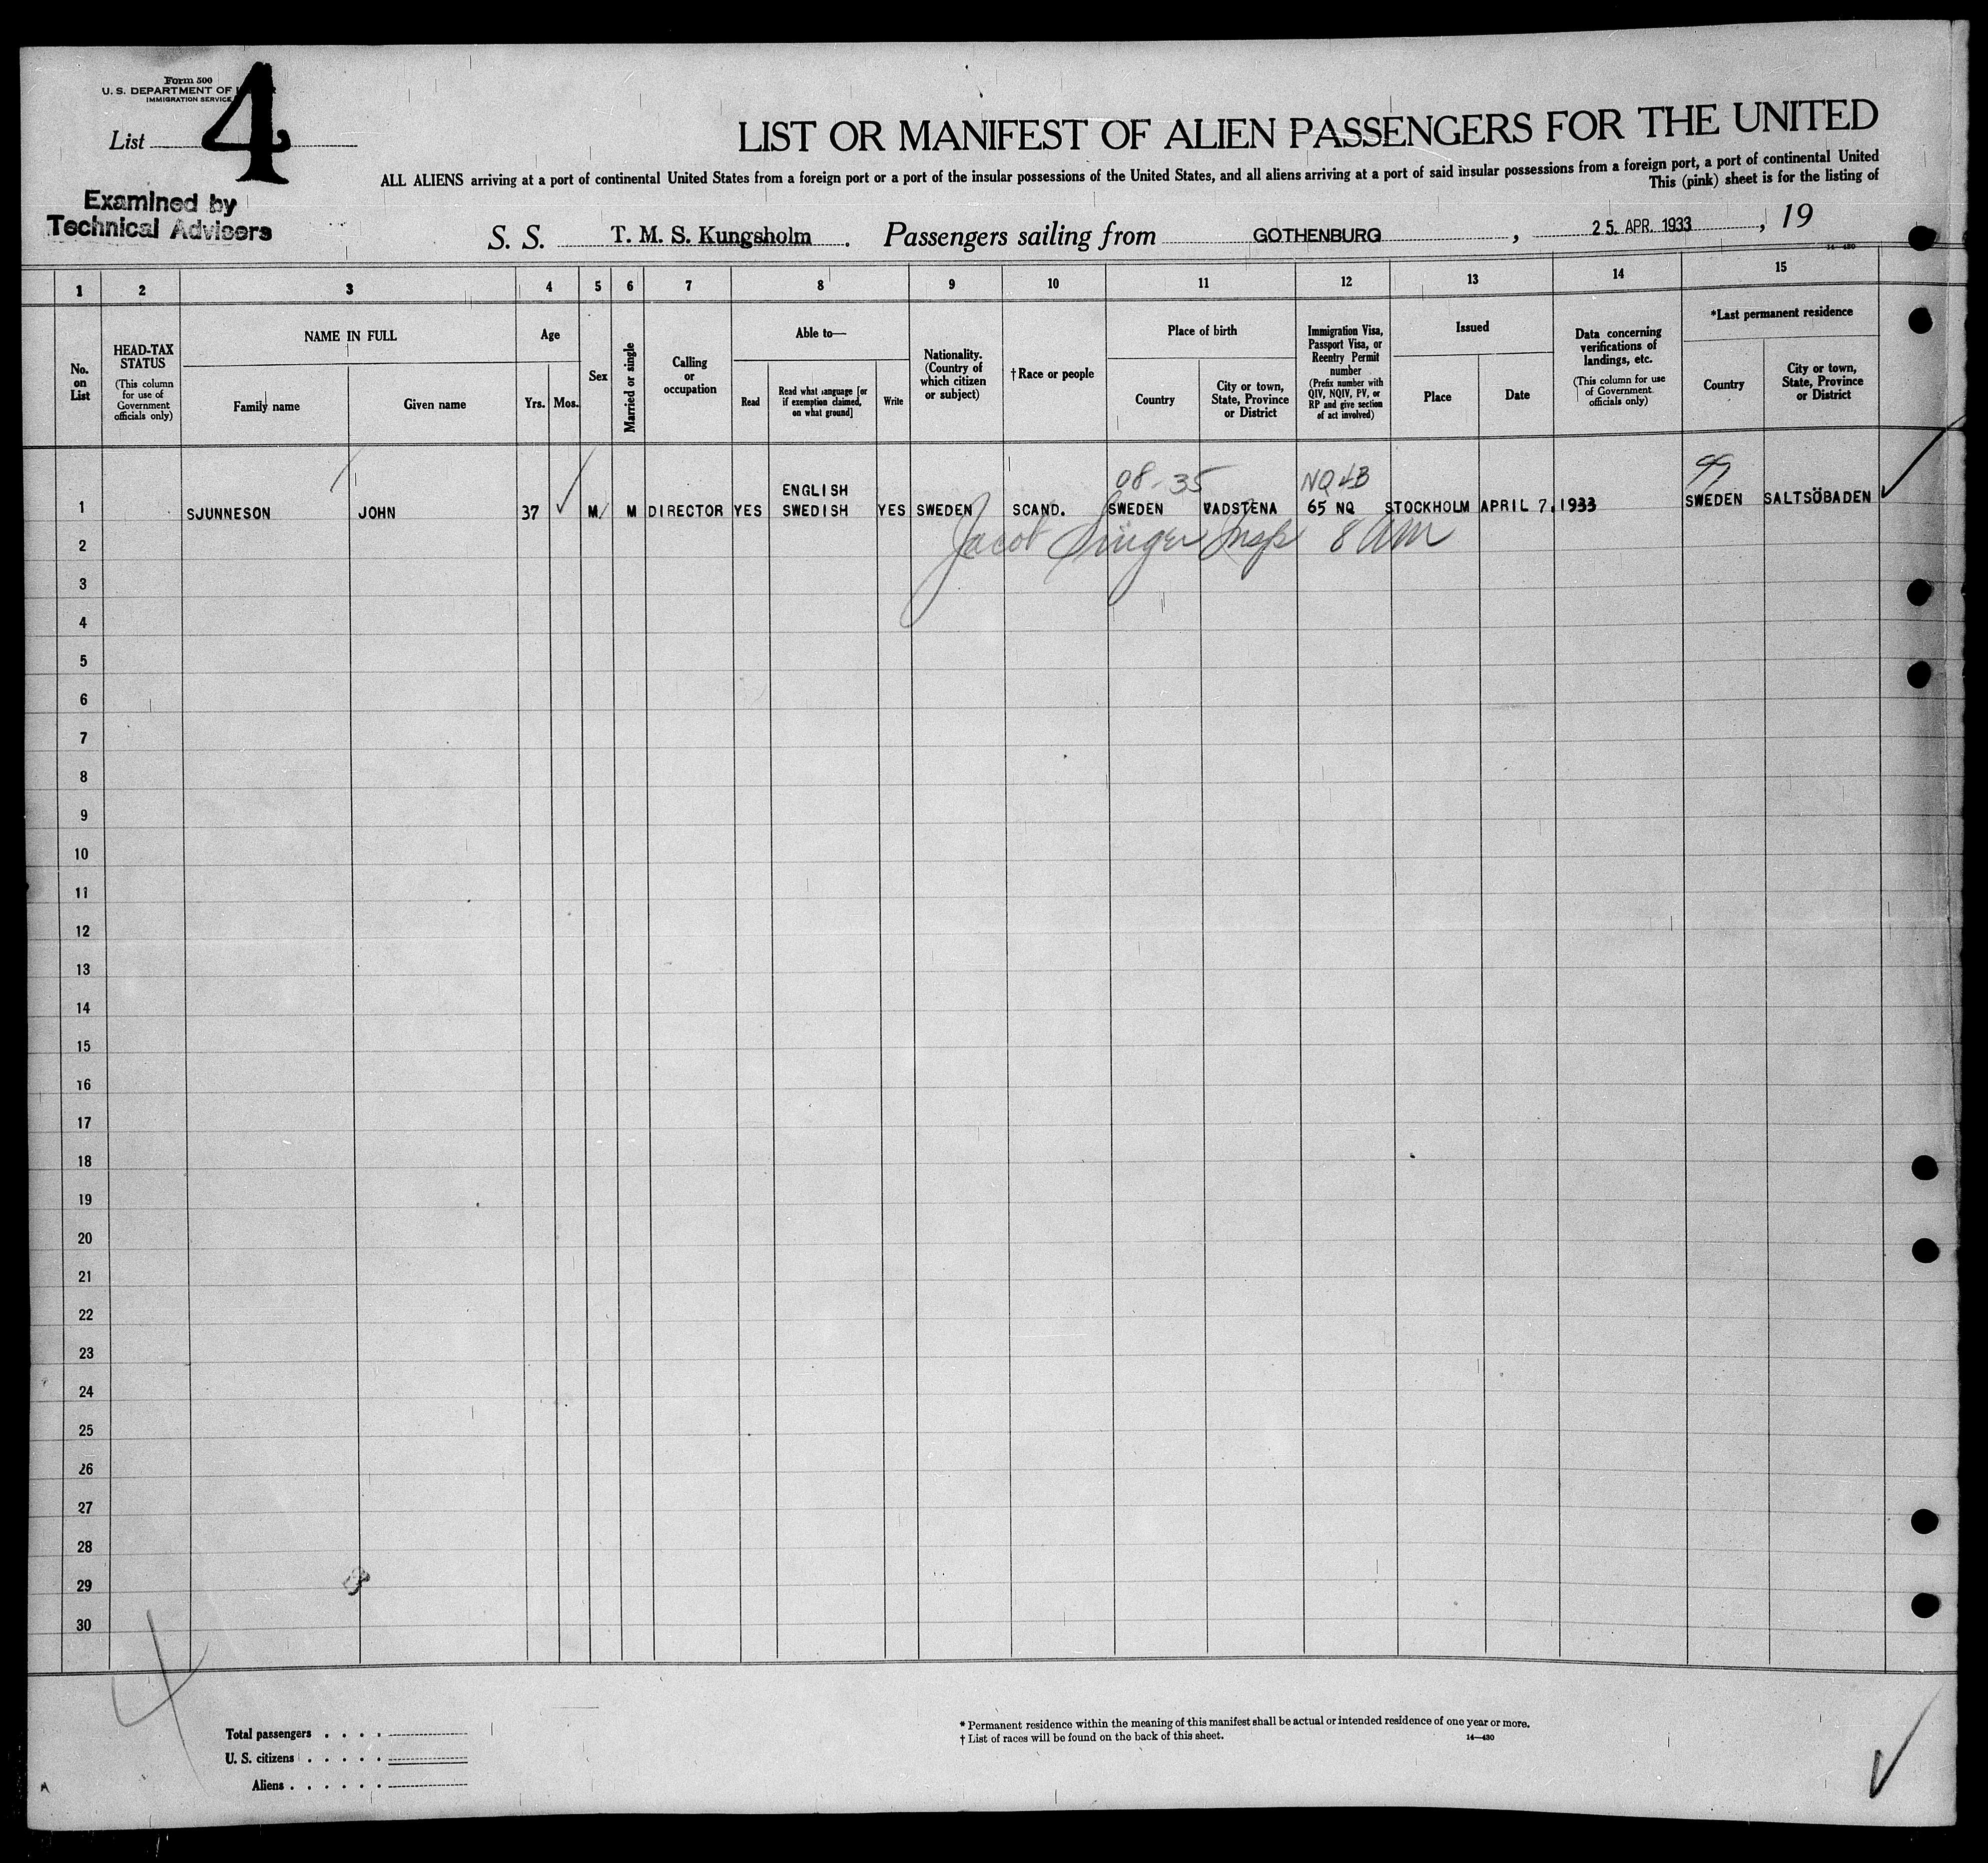 Form 500
U. S. DEPARTMENT OF
IMMIGRATION SERVICE
List 4
Examined by
Technical Advisers
LIST OR MANIFEST OF ALIEN PASSENGERS FOR THE UNITED
ALL ALIENS arriving at a port of continental United States from a foreign port or a port of the insular possessions of the United States, and all aliens arriving at a port of said insular possessions from a foreign port, a port of continental United
This (pink) sheet is for the listing of
S. S. T. M. S. Kungsholm. Passengers sailing from GOTHENBURG, 25. APR. 1933, 19
14—430
1 2 3 4 5 6 7 8 9 10 11 12 13 14 15
No. on List
HEAD-TAX STATUS (This column for use of Government officials only)
NAME IN FULL
Family name Given name
Age
Yrs. Mos.
Sex
Married or single
Calling or occupation
Able to—
Read Read what language [or if exemption claimed, on what ground] Write
Nationality. (Country of which citizen or subject)
†Race or people
Place of birth
Country City or town, State, Province or District
Immigration Visa, Passport Visa, or Reentry Permit number (Prefix number with QIV, NQIV, PV, or RP and give section of act involved)
Issued
Place Date
Data concerning verifications of landings, etc. (This column for use of Government officials only)
*Last permanent residence
Country City or town, State, Province or District
08-35 NQ 4B 99
ENGLISH
1 SJUNNESON JOHN 37 M M DIRECTOR YES SWEDISH YES SWEDEN SCAND. SWEDEN VADSTENA 65 NQ STOCKHOLM APRIL 7, 1933 SWEDEN SALTSÖBADEN
2 Jacob Singer Insp 8 AM
3
4
5
6
7
8
9
10
11
12
13
14
15
16
17
18
19
20
21
22
23
24
25
26
27
28
29
30
4
Total passengers . . . .
U. S. citizens . . . . .
Aliens . . . . . .
* Permanent residence within the meaning of this manifest shall be actual or intended residence of one year or more.
† List of races will be found on the back of this sheet.
14—430